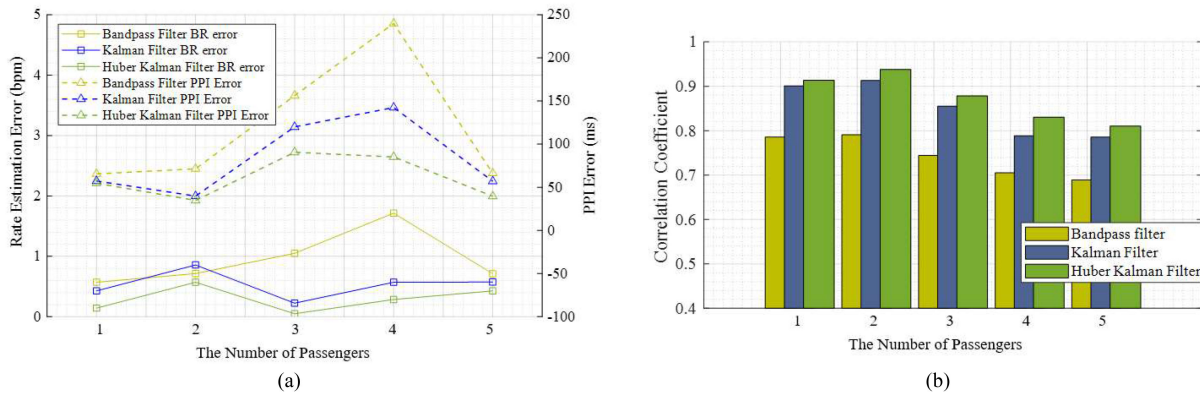 5
4
3
2
1
0
Rate Estimation Error (bpm)
Bandpass Filter BR error
Kalman Filter BR error
Huber Kalman Filter BR error
Bandpass Filter PPI Error
Kalman Filter PPI Error
Huber Kalman Filter PPI Error
250
200
150
100
50
0
-50
-100
PPI Error (ms)
1 2 3 4 5
The Number of Passengers
(a)
1
0.9
0.8
0.7
0.6
0.5
0.4
Correlation Coefficient
Bandpass filter
Kalman Filter
Huber Kalman Filter
1 2 3 4 5
The Number of Passengers
(b)